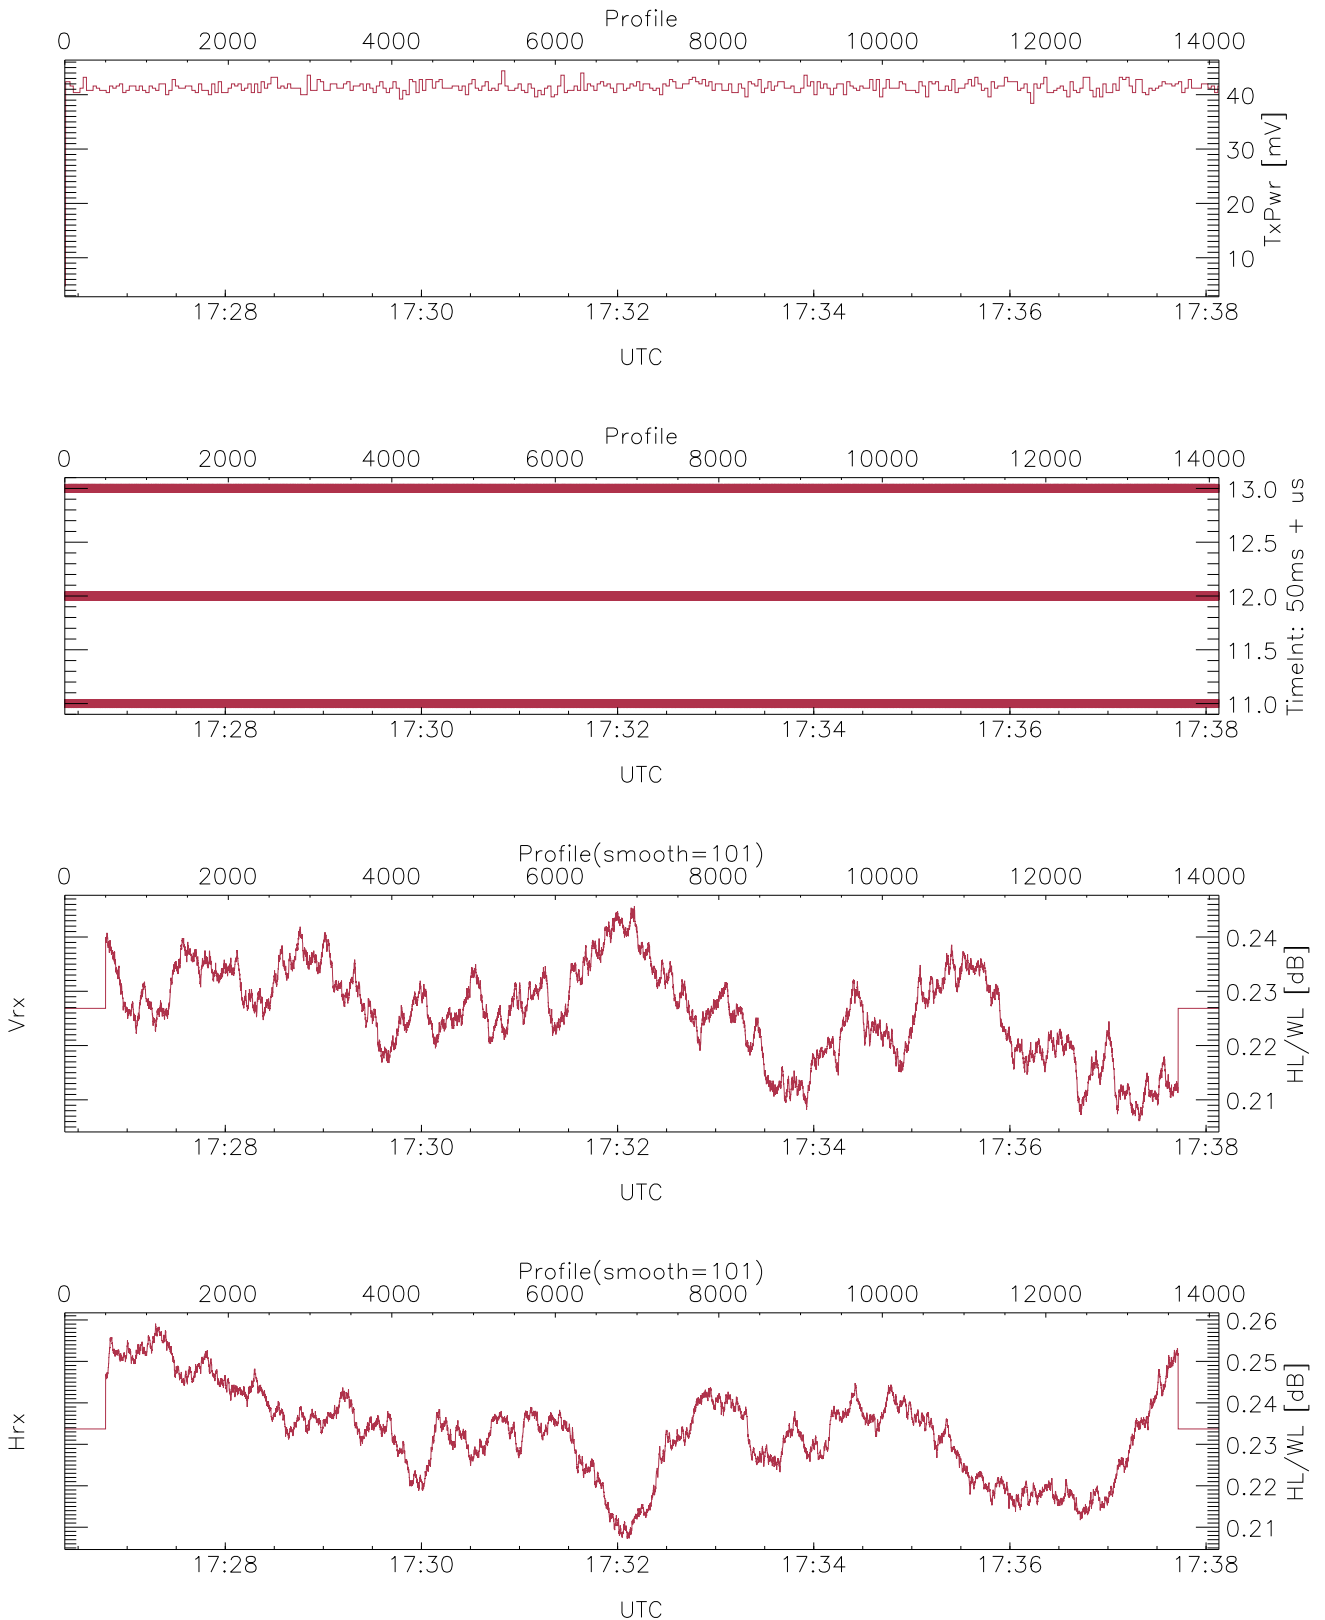 Profile
0 2000 4000 6000 8000 10000 12000 14000
40
30
20
10
TxPwr [mV]
17:28 17:30 17:32 17:34 17:36 17:38
UTC
Profile
0 2000 4000 6000 8000 10000 12000 14000
13.0
12.5
12.0
11.5
11.0
TimeInt: 50ms + us
17:28 17:30 17:32 17:34 17:36 17:38
UTC
Profile(smooth=101)
0 2000 4000 6000 8000 10000 12000 14000
Vrx
0.24
0.23
0.22
0.21
HL/WL [dB]
17:28 17:30 17:32 17:34 17:36 17:38
UTC
Profile(smooth=101)
0 2000 4000 6000 8000 10000 12000 14000
Hrx
0.26
0.25
0.24
0.23
0.22
0.21
HL/WL [dB]
17:28 17:30 17:32 17:34 17:36 17:38
UTC